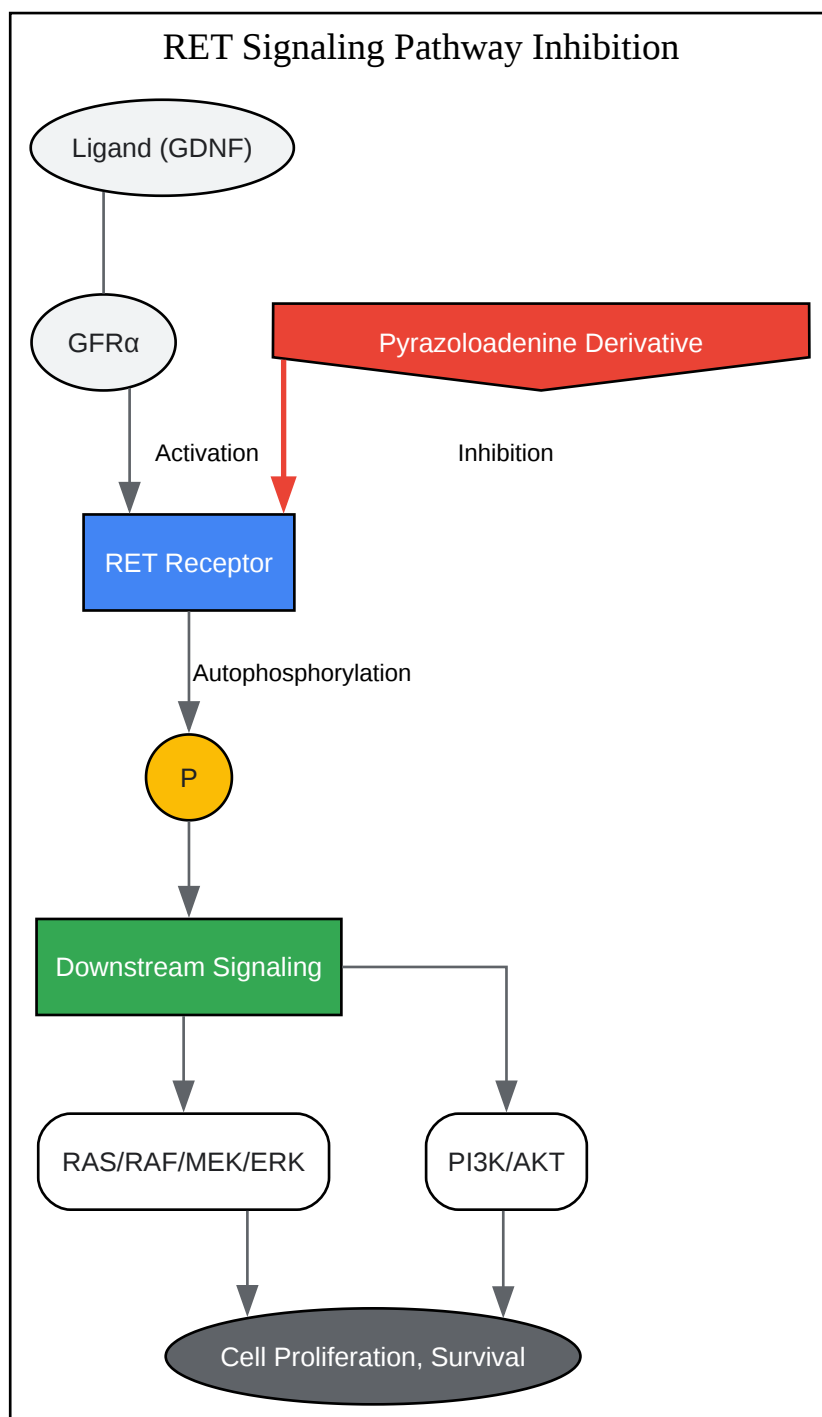 RET Signaling Pathway Inhibition
Ligand (GDNF)
GFRα
Pyrazoloadenine Derivative
Activation
Inhibition
RET Receptor
Autophosphorylation
P
Downstream Signaling
RAS/RAF/MEK/ERK
PI3K/AKT
Cell Proliferation, Survival